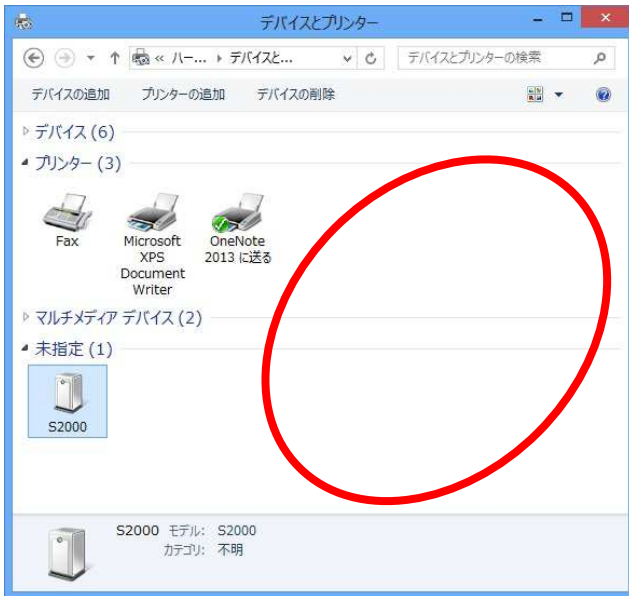 デバイスとプリンター
« ハー... ▸ デバイスと...
デバイスとプリンターの検索
デバイスの追加 プリンターの追加 デバイスの削除
デバイス (6)
プリンター (3)
Fax
Microsoft
XPS
Document
Writer
OneNote
2013 に送る
マルチメディア デバイス (2)
未指定 (1)
S2000
S2000 モデル: S2000
カテゴリ: 不明